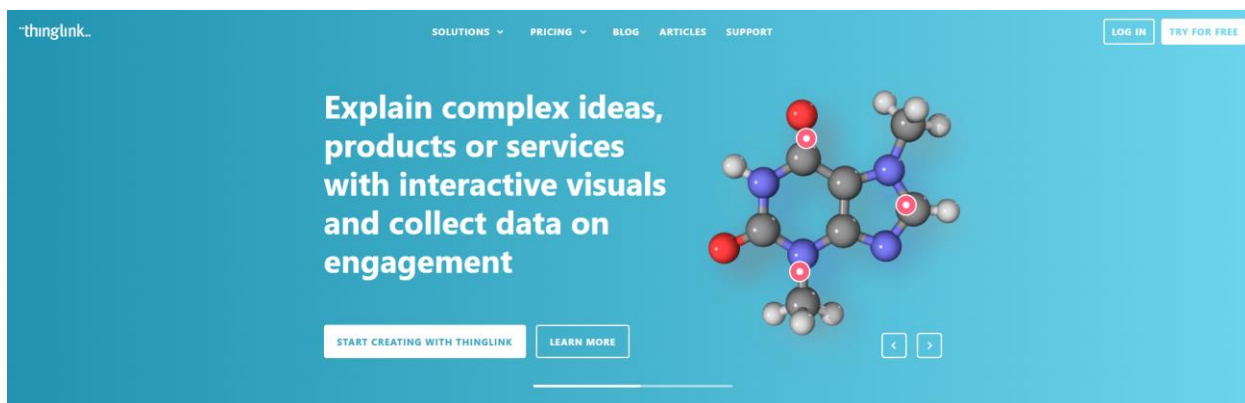 thinglink..
SOLUTIONS
PRICING
BLOG
ARTICLES
SUPPORT
LOG IN
TRY FOR FREE
Explain complex ideas,
products or services
with interactive visuals
and collect data on
engagement
START CREATING WITH THINGLINK
LEARN MORE